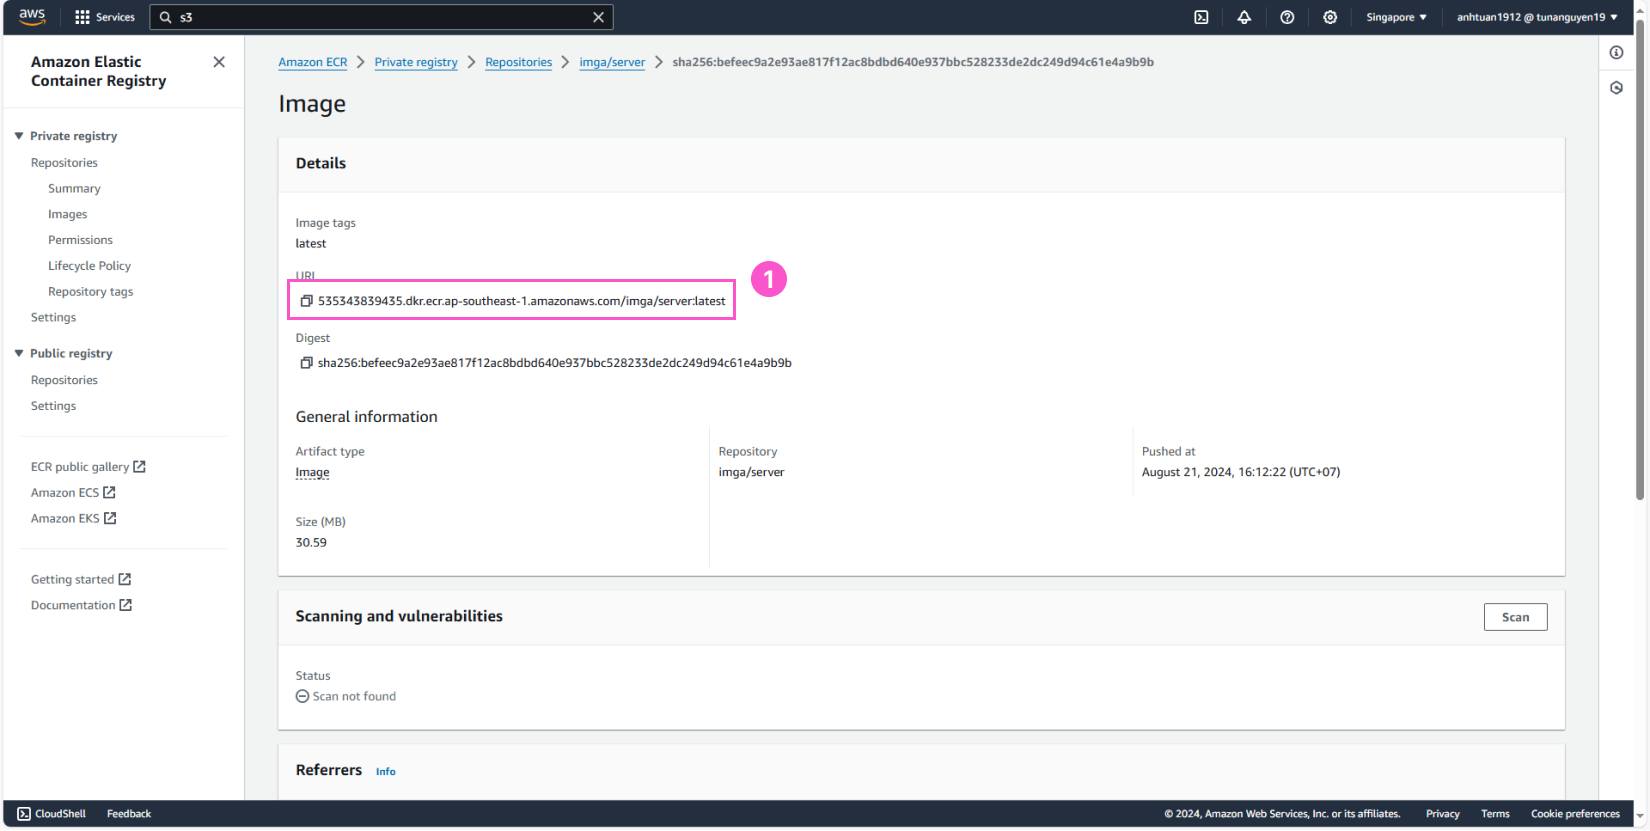 aws Services s3 Singapore anhtuan1912 @ tunanguyen19
Amazon Elastic
Container Registry
Private registry
Repositories
Summary
Images
Permissions
Lifecycle Policy
Repository tags
Settings
Public registry
Repositories
Settings
ECR public gallery
Amazon ECS
Amazon EKS
Getting started
Documentation
Amazon ECR Private registry Repositories imga/server sha256:befeec9a2e93ae817f12ac8bdbd640e937bbc528233de2dc249d94c61e4a9b9b
Image
Details
Image tags
latest
URI
1
535343839435.dkr.ecr.ap-southeast-1.amazonaws.com/imga/server:latest
Digest
sha256:befeec9a2e93ae817f12ac8bdbd640e937bbc528233de2dc249d94c61e4a9b9b
General information
Artifact type
Image
Repository
imga/server
Pushed at
August 21, 2024, 16:12:22 (UTC+07)
Size (MB)
30.59
Scanning and vulnerabilities Scan
Status
Scan not found
Referrers Info
CloudShell Feedback © 2024, Amazon Web Services, Inc. or its affiliates. Privacy Terms Cookie preferences